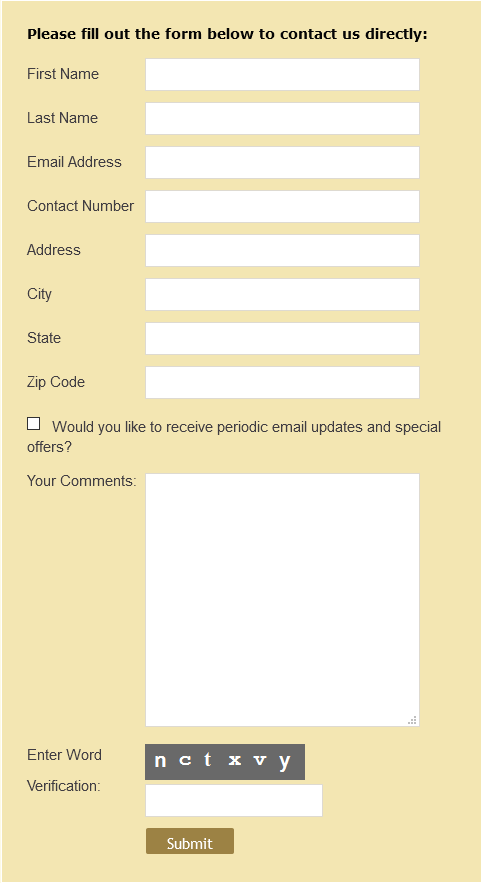 Please fill out the form below to contact us directly:
First Name
Last Name
Email Address
Contact Number
Address
City
State
Zip Code
Would you like to receive periodic email updates and special
offers?
Your Comments:
Enter Word
n c t x v y
Verification:
Submit